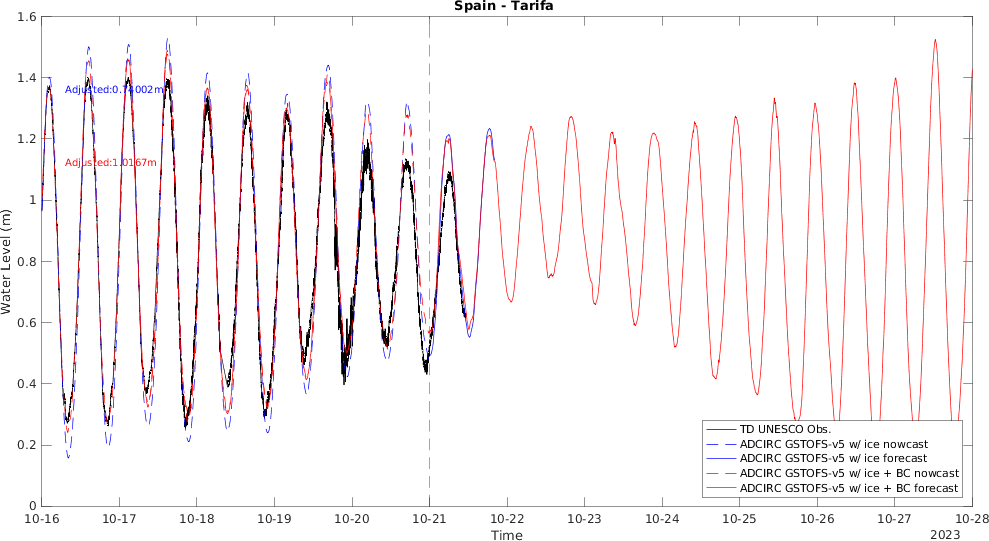 Spain - Tarifa
1.6
1.4
1.2
1
0.8
0.6
0.4
0.2
0
Water Level (m)
Adjusted:0.74002m
Adjusted:1.0167m
TD UNESCO Obs.
ADCIRC GSTOFS-v5 w/ ice nowcast
ADCIRC GSTOFS-v5 w/ ice forecast
ADCIRC GSTOFS-v5 w/ ice + BC nowcast
ADCIRC GSTOFS-v5 w/ ice + BC forecast
10-16 10-17 10-18 10-19 10-20 10-21 10-22 10-23 10-24 10-25 10-26 10-27 10-28
Time
2023